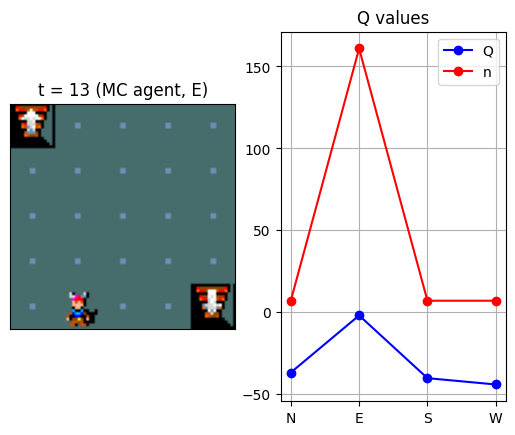 t = 13 (MC agent, E)
Q values
Q
n
150
100
50
0
−50
N
E
S
W